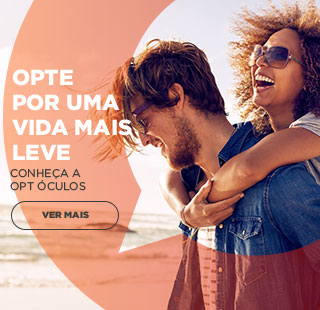 OPTE
POR UMA
VIDA MAIS
LEVE
CONHEÇA A
OPT ÓCULOS
VER MAIS